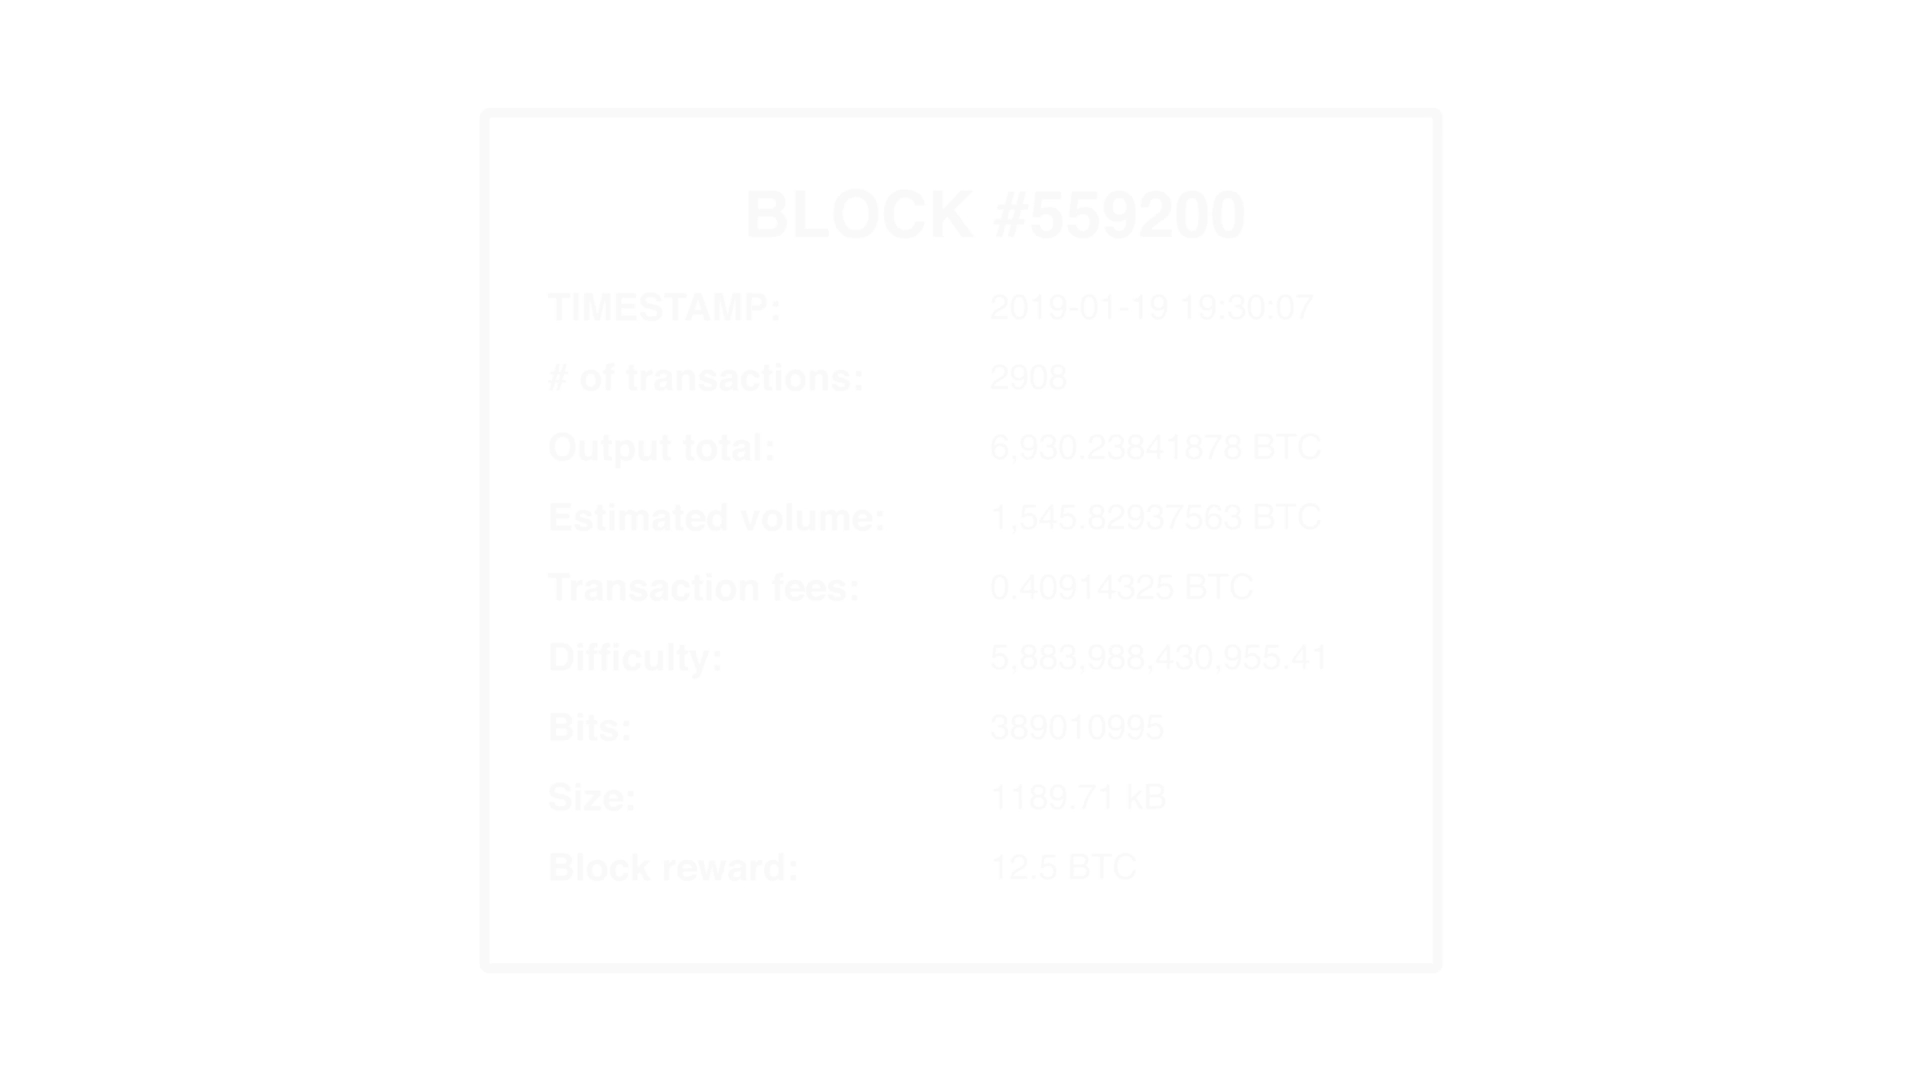 BLOCK #559200
TIMESTAMP: 2019-01-19 19:30:07
# of transactions: 2908
Output total: 6,930.23841878 BTC
Estimated volume: 1,545.82937563 BTC
Transaction fees: 0.40914325 BTC
Difficulty: 5,883,988,430,955.41
Bits: 389010995
Size: 1189.71 kB
Block reward: 12.5 BTC